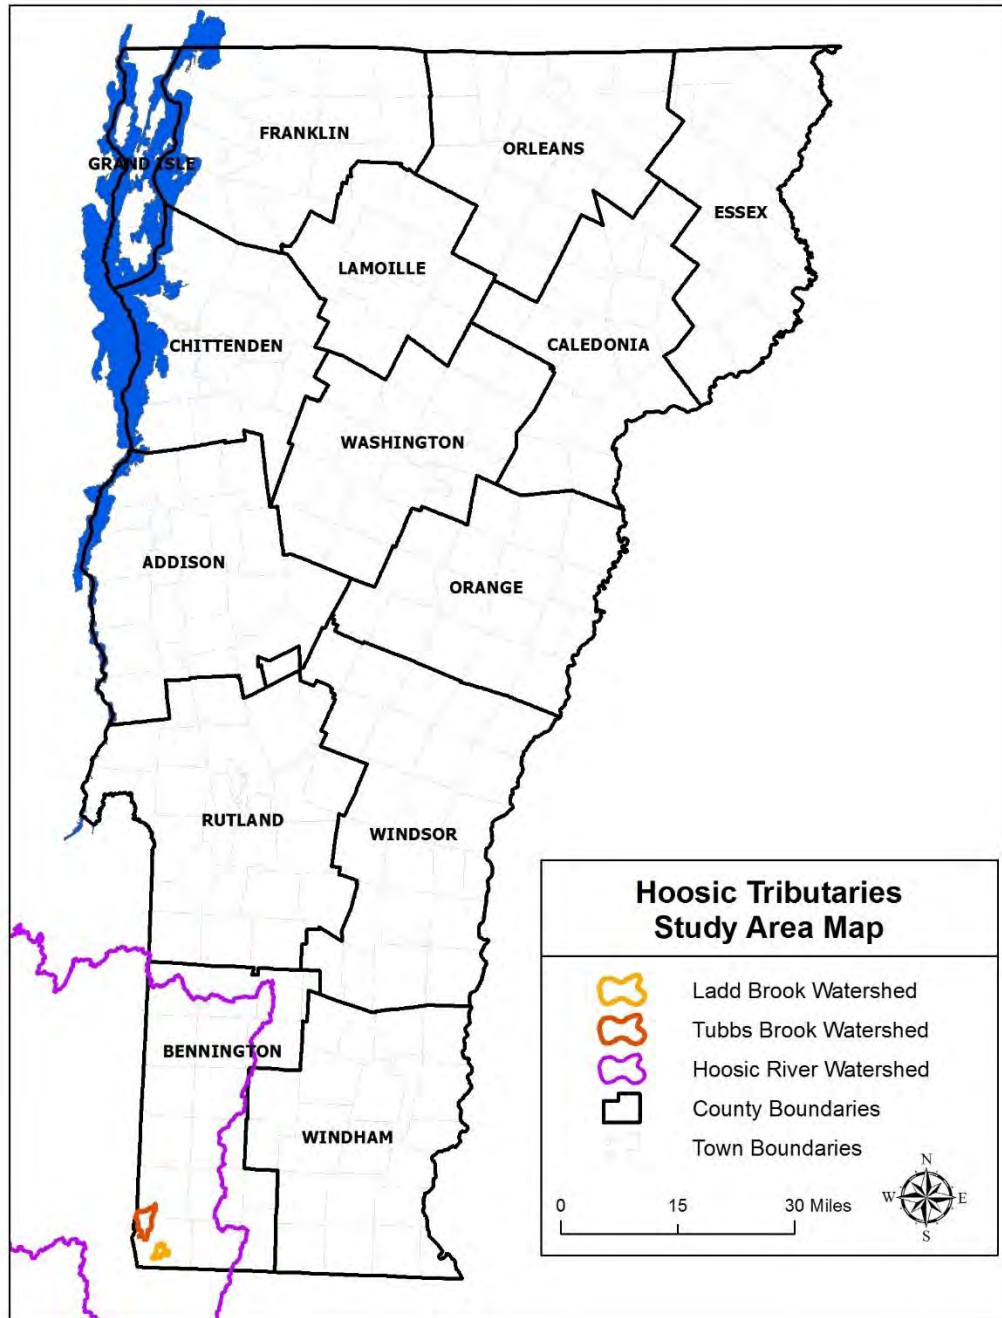 FRANKLIN
ORLEANS
GRAND ISLE
ESSEX
LAMOILLE
CHITTENDEN
CALEDONIA
WASHINGTON
ADDISON
ORANGE
RUTLAND
WINDSOR
BENNINGTON
WINDHAM
Hoosic Tributaries
Study Area Map
Ladd Brook Watershed
Tubbs Brook Watershed
Hoosic River Watershed
County Boundaries
Town Boundaries
0 15 30 Miles
N
W E
S